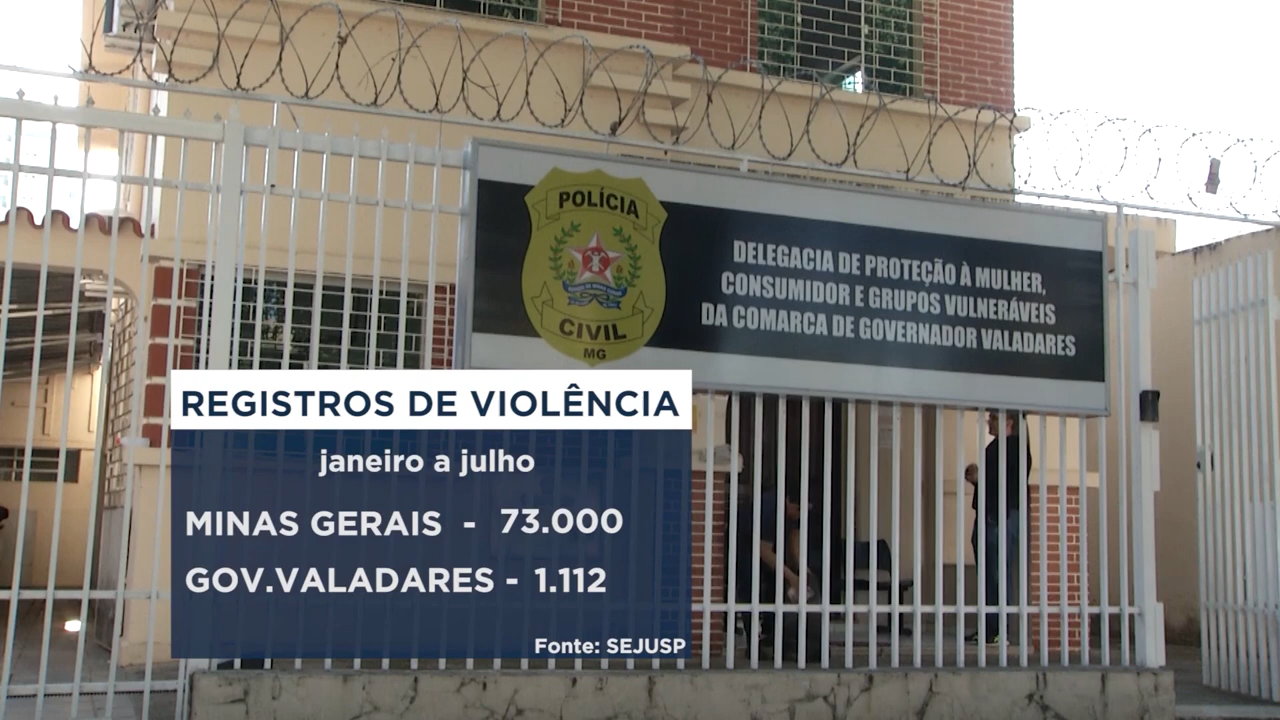 POLÍCIA
CIVIL
MG
DELEGACIA DE PROTEÇÃO À MULHER,
CONSUMIDOR E GRUPOS VULNERÁVEIS
DA COMARCA DE GOVERNADOR VALADARES
REGISTROS DE VIOLÊNCIA
janeiro a julho
MINAS GERAIS - 73.000
GOV.VALADARES - 1.112
Fonte: SEJUSP